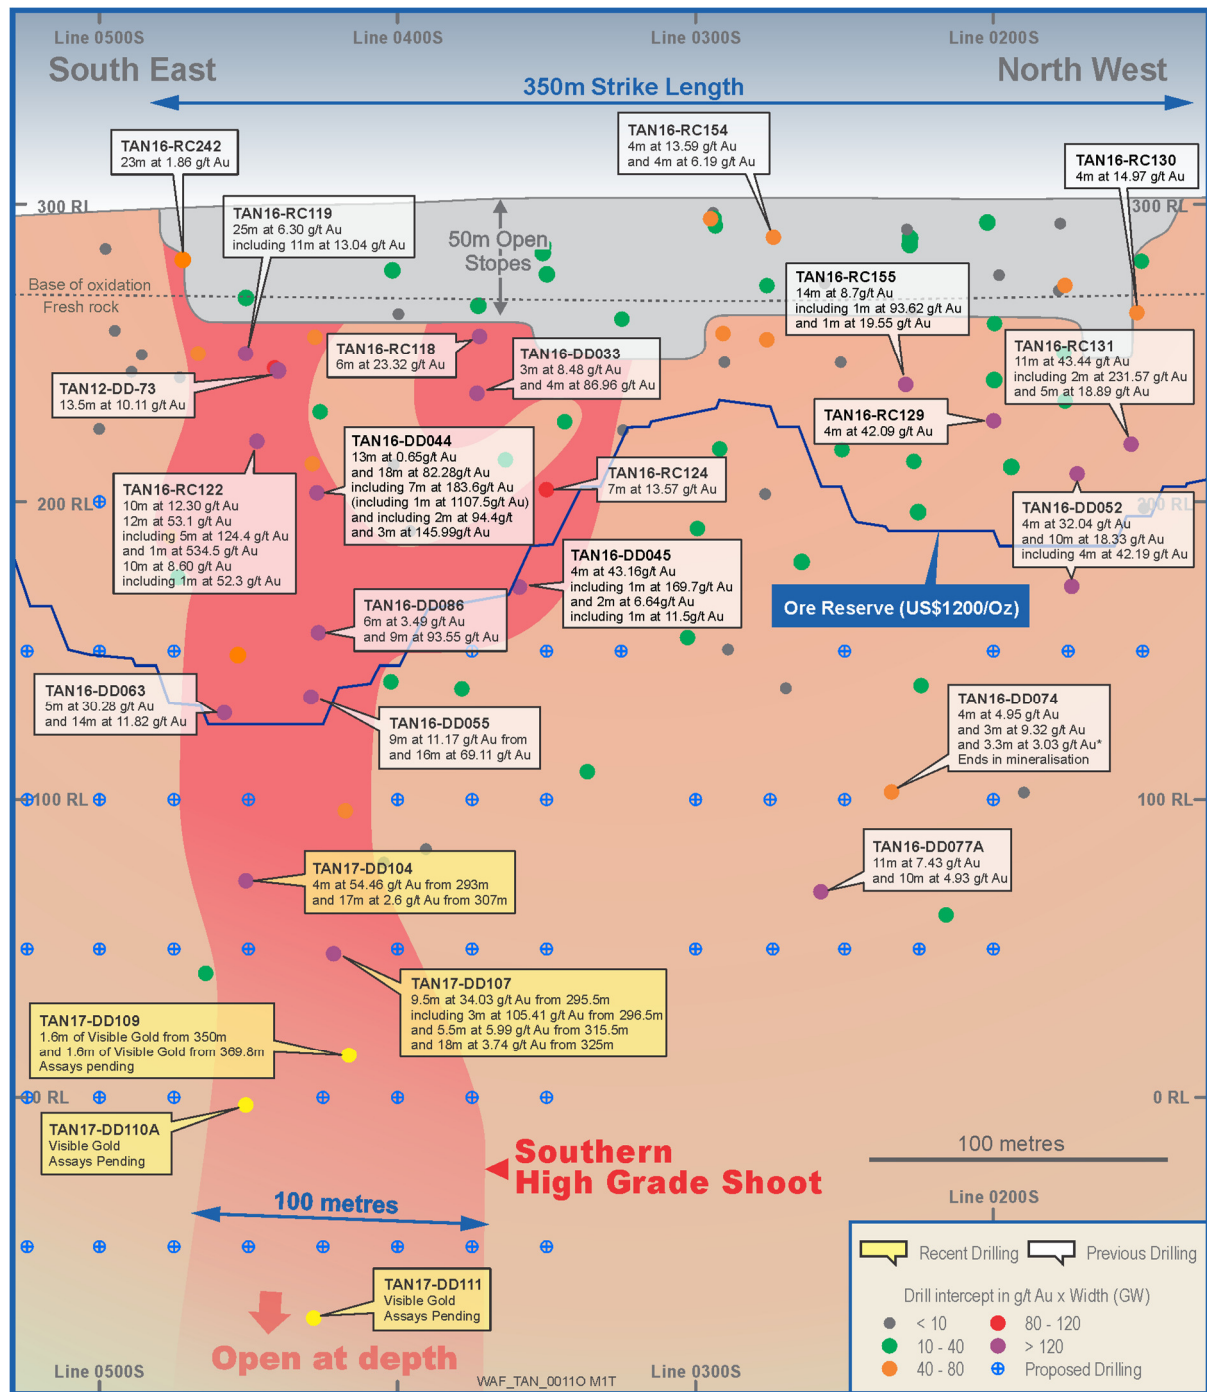 Line 0500S
Line 0400S
Line 0300S
Line 0200S
South East
North West
350m Strike Length
TAN16-RC242
23m at 1.86 g/t Au
TAN16-RC154
4m at 13.59 g/t Au
and 4m at 6.19 g/t Au
TAN16-RC130
4m at 14.97 g/t Au
300 RL
300 RL
TAN16-RC119
25m at 6.30 g/t Au
including 11m at 13.04 g/t Au
50m Open
Stopes
TAN16-RC155
14m at 8.7g/t Au
including 1m at 93.62 g/t Au
and 1m at 19.55 g/t Au
Base of oxidation
Fresh rock
TAN16-RC118
6m at 23.32 g/t Au
TAN16-DD033
3m at 8.48 g/t Au
and 4m at 86.96 g/t Au
TAN16-RC131
11m at 43.44 g/t Au
including 2m at 231.57 g/t Au
and 5m at 18.89 g/t Au
TAN12-DD-73
13.5m at 10.11 g/t Au
TAN16-RC129
4m at 42.09 g/t Au
TAN16-DD044
13m at 0.65g/t Au
and 18m at 82.28g/t Au
including 7m at 183.6g/t Au
(including 1m at 1107.5g/t Au)
and including 2m at 94.4g/t
and 3m at 145.99g/t Au
TAN16-RC124
7m at 13.57 g/t Au
TAN16-RC122
10m at 12.30 g/t Au
12m at 53.1 g/t Au
including 5m at 124.4 g/t Au
and 1m at 534.5 g/t Au
10m at 8.60 g/t Au
including 1m at 52.3 g/t Au
200 RL
200 RL
TAN16-DD052
4m at 32.04 g/t Au
and 10m at 18.33 g/t Au
including 4m at 42.19 g/t Au
TAN16-DD045
4m at 43.16g/t Au
including 1m at 169.7g/t Au
and 2m at 6.64g/t Au
including 1m at 11.5g/t Au
Ore Reserve (US$1200/Oz)
TAN16-DD086
6m at 3.49 g/t Au
and 9m at 93.55 g/t Au
TAN16-DD063
5m at 30.28 g/t Au
and 14m at 11.82 g/t Au
TAN16-DD055
9m at 11.17 g/t Au from
and 16m at 69.11 g/t Au
TAN16-DD074
4m at 4.95 g/t Au
and 3m at 9.32 g/t Au
and 3.3m at 3.03 g/t Au*
Ends in mineralisation
100 RL
100 RL
TAN16-DD077A
11m at 7.43 g/t Au
and 10m at 4.93 g/t Au
TAN17-DD104
4m at 54.46 g/t Au from 293m
and 17m at 2.6 g/t Au from 307m
TAN17-DD107
9.5m at 34.03 g/t Au from 295.5m
including 3m at 105.41 g/t Au from 296.5m
and 5.5m at 5.99 g/t Au from 315.5m
and 18m at 3.74 g/t Au from 325m
TAN17-DD109
1.6m of Visible Gold from 350m
and 1.6m of Visible Gold from 369.8m
Assays pending
0 RL
0 RL
TAN17-DD110A
Visible Gold
Assays Pending
Southern
High Grade Shoot
100 metres
100 metres
Line 0200S
TAN17-DD111
Visible Gold
Assays Pending
Open at depth
Recent Drilling
Previous Drilling
Drill intercept in g/t Au x Width (GW)
< 10
80 - 120
10 - 40
> 120
40 - 80
Proposed Drilling
Line 0500S
Line 0300S
WAF_TAN_0011O M1T